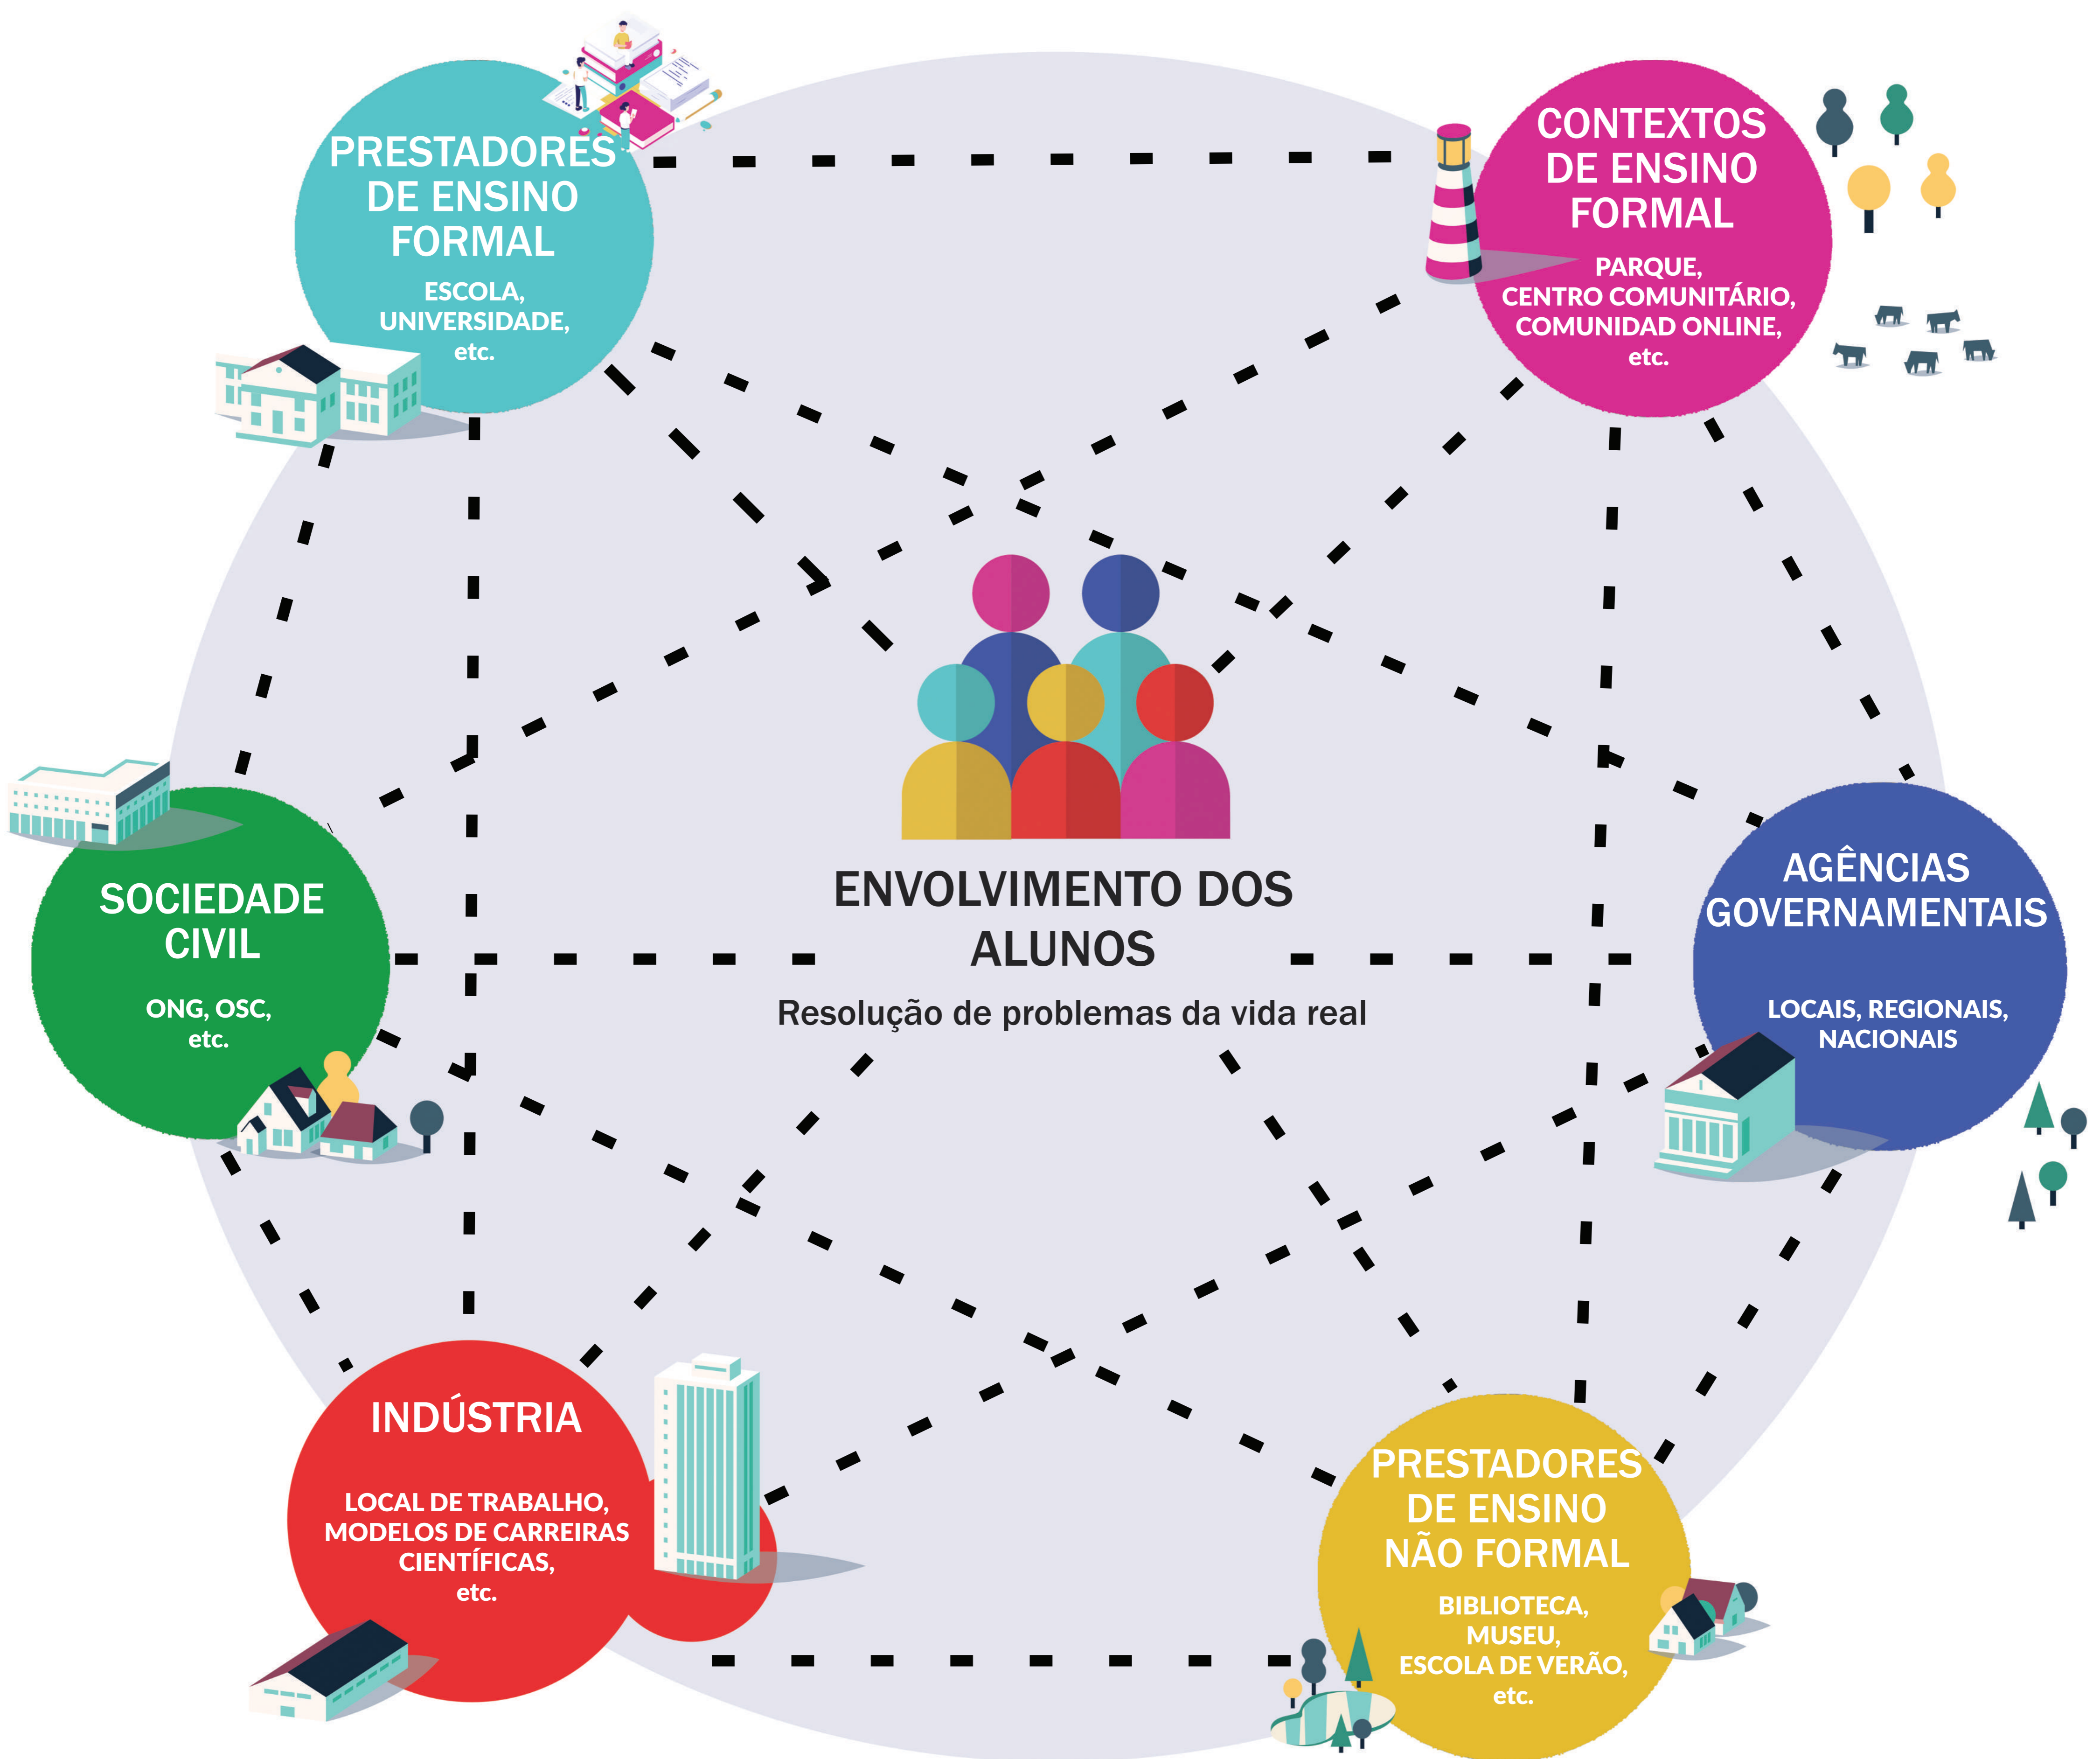 PRESTADORES
DE ENSINO
FORMAL
ESCOLA,
UNIVERSIDADE,
etc.
CONTEXTOS
DE ENSINO
FORMAL
PARQUE,
CENTRO COMUNITÁRIO,
COMUNIDAD ONLINE,
etc.
SOCIEDADE
CIVIL
ONG, OSC,
etc.
ENVOLVIMENTO DOS
ALUNOS
Resolução de problemas da vida real
AGÊNCIAS
GOVERNAMENTAIS
LOCAIS, REGIONAIS,
NACIONAIS
INDÚSTRIA
LOCAL DE TRABALHO,
MODELOS DE CARREIRAS
CIENTÍFICAS,
etc.
PRESTADORES
DE ENSINO
NÃO FORMAL
BIBLIOTECA,
MUSEU,
ESCOLA DE VERÃO,
etc.